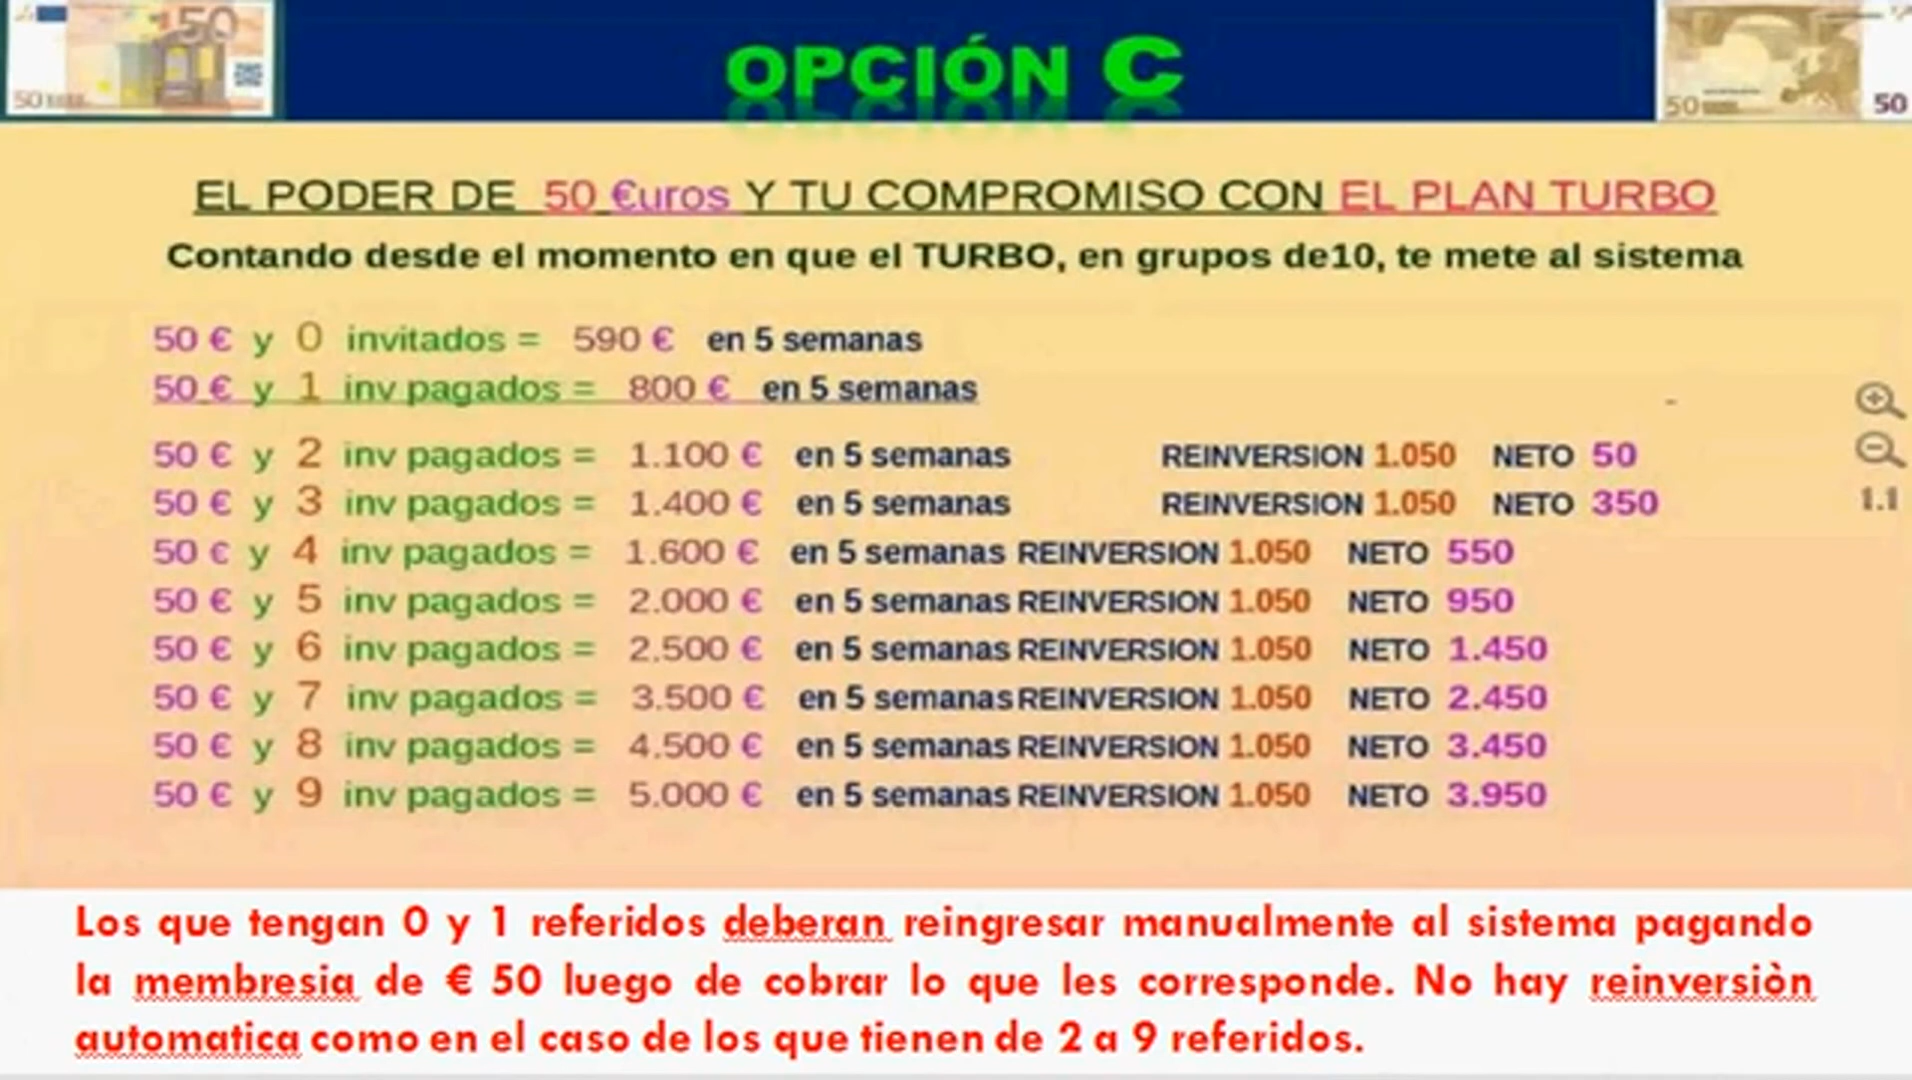 50 EURO
50
50
50
OPCIÓN C
EL PODER DE 50 €uros Y TU COMPROMISO CON EL PLAN TURBO
Contando desde el momento en que el TURBO, en grupos de10, te mete al sistema
50 € y 0 invitados = 590 € en 5 semanas
50 € y 1 inv pagados = 800 € en 5 semanas
50 € y 2 inv pagados = 1.100 € en 5 semanas REINVERSION 1.050 NETO 50
50 € y 3 inv pagados = 1.400 € en 5 semanas REINVERSION 1.050 NETO 350
50 € y 4 inv pagados = 1.600 € en 5 semanas REINVERSION 1.050 NETO 550
50 € y 5 inv pagados = 2.000 € en 5 semanas REINVERSION 1.050 NETO 950
50 € y 6 inv pagados = 2.500 € en 5 semanas REINVERSION 1.050 NETO 1.450
50 € y 7 inv pagados = 3.500 € en 5 semanas REINVERSION 1.050 NETO 2.450
50 € y 8 inv pagados = 4.500 € en 5 semanas REINVERSION 1.050 NETO 3.450
50 € y 9 inv pagados = 5.000 € en 5 semanas REINVERSION 1.050 NETO 3.950
1:1
Los que tengan 0 y 1 referidos deberan reingresar manualmente al sistema pagando
la membresia de € 50 luego de cobrar lo que les corresponde. No hay reinversiòn
automatica como en el caso de los que tienen de 2 a 9 referidos.